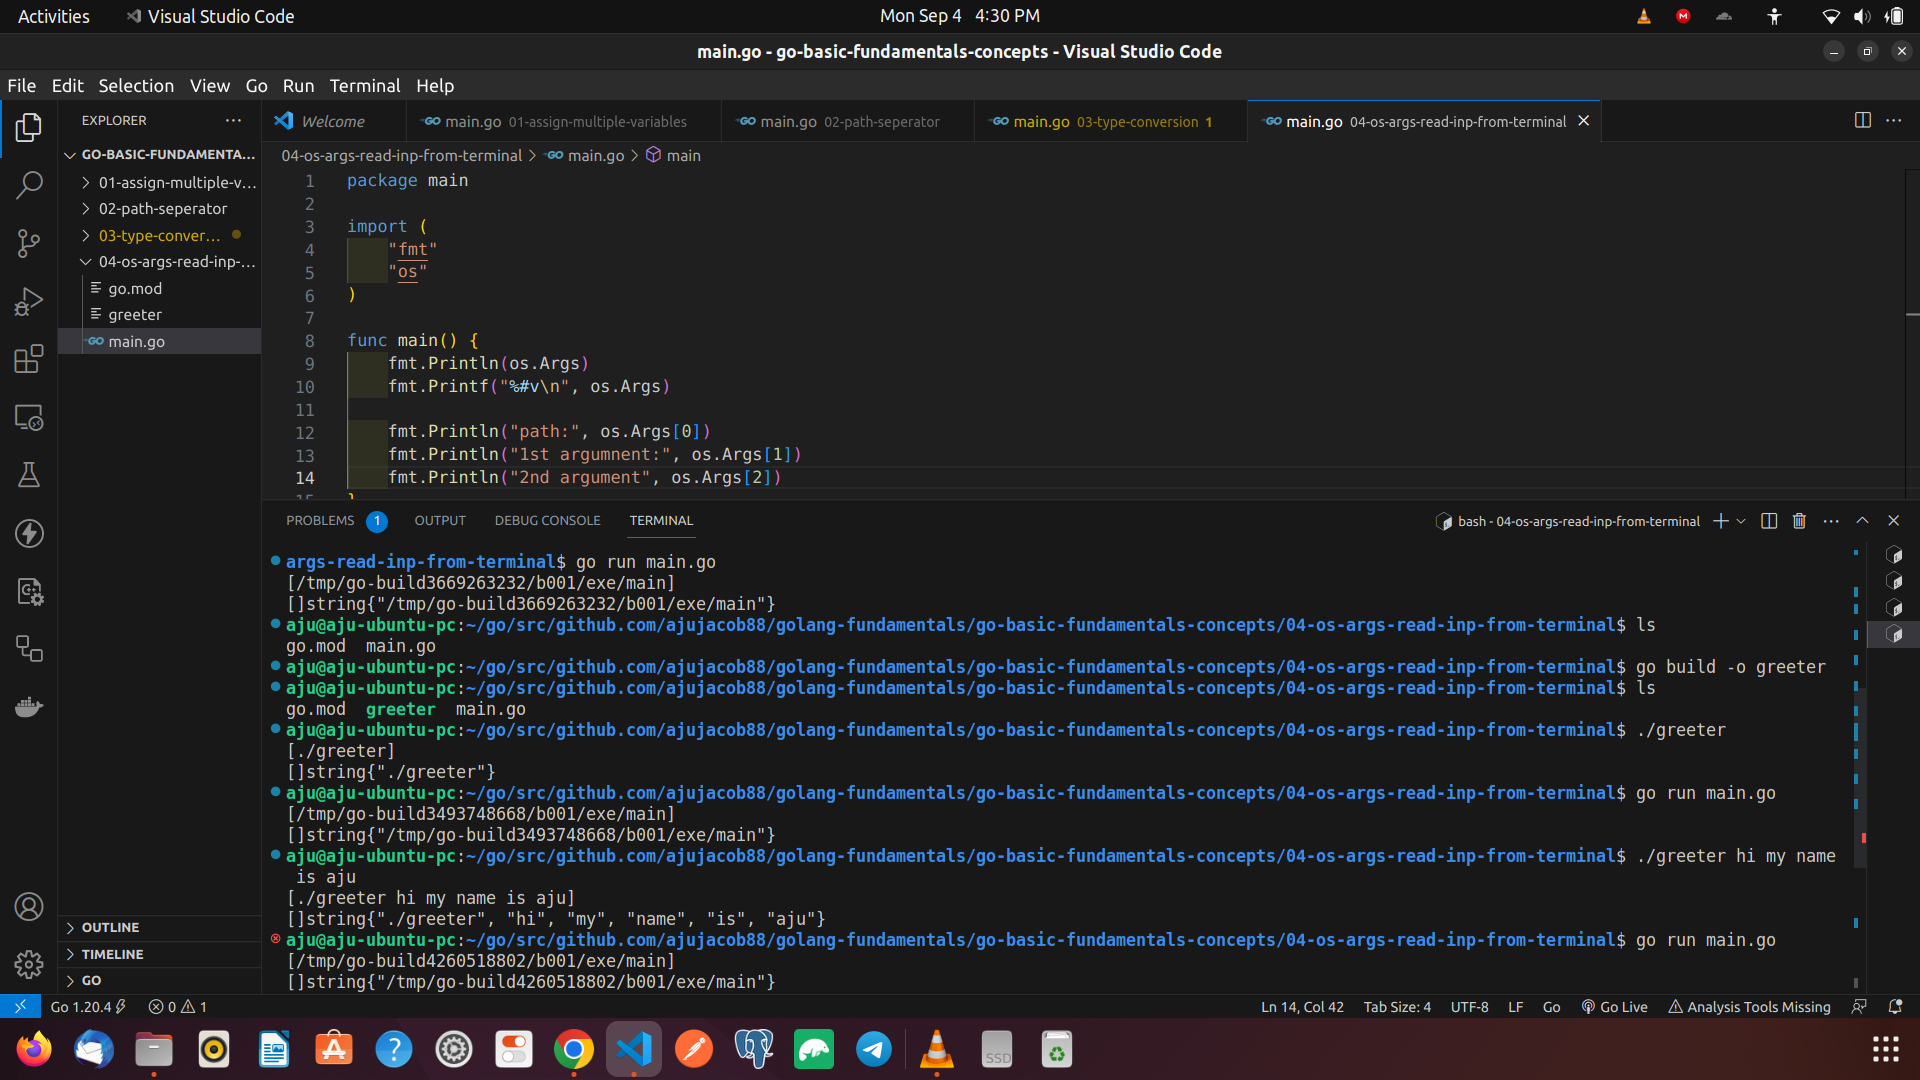 Activities
Visual Studio Code
Mon Sep 4 4:30 PM
main.go - go-basic-fundamentals-concepts - Visual Studio Code
File Edit Selection View Go Run Terminal Help
EXPLORER
GO-BASIC-FUNDAMENTA...
01-assign-multiple-v...
02-path-seperator
03-type-conver...
04-os-args-read-inp-...
go.mod
greeter
main.go
OUTLINE
TIMELINE
GO
Welcome
main.go 01-assign-multiple-variables
main.go 02-path-seperator
main.go 03-type-conversion 1
main.go 04-os-args-read-inp-from-terminal
04-os-args-read-inp-from-terminal > main.go > main
1 package main
2
3 import (
4 "fmt"
5 "os"
6 )
7
8 func main() {
9 fmt.Println(os.Args)
10 fmt.Printf("%#v\n", os.Args)
11
12 fmt.Println("path:", os.Args[0])
13 fmt.Println("1st argumnent:", os.Args[1])
14 fmt.Println("2nd argument", os.Args[2])
15 }
PROBLEMS 1 OUTPUT DEBUG CONSOLE TERMINAL
bash - 04-os-args-read-inp-from-terminal
args-read-inp-from-terminal$ go run main.go
[/tmp/go-build3669263232/b001/exe/main]
[]string{"/tmp/go-build3669263232/b001/exe/main"}
aju@aju-ubuntu-pc:~/go/src/github.com/ajujacob88/golang-fundamentals/go-basic-fundamentals-concepts/04-os-args-read-inp-from-terminal$ ls
go.mod main.go
aju@aju-ubuntu-pc:~/go/src/github.com/ajujacob88/golang-fundamentals/go-basic-fundamentals-concepts/04-os-args-read-inp-from-terminal$ go build -o greeter
aju@aju-ubuntu-pc:~/go/src/github.com/ajujacob88/golang-fundamentals/go-basic-fundamentals-concepts/04-os-args-read-inp-from-terminal$ ls
go.mod greeter main.go
aju@aju-ubuntu-pc:~/go/src/github.com/ajujacob88/golang-fundamentals/go-basic-fundamentals-concepts/04-os-args-read-inp-from-terminal$ ./greeter
[./greeter]
[]string{"./greeter"}
aju@aju-ubuntu-pc:~/go/src/github.com/ajujacob88/golang-fundamentals/go-basic-fundamentals-concepts/04-os-args-read-inp-from-terminal$ go run main.go
[/tmp/go-build3493748668/b001/exe/main]
[]string{"/tmp/go-build3493748668/b001/exe/main"}
aju@aju-ubuntu-pc:~/go/src/github.com/ajujacob88/golang-fundamentals/go-basic-fundamentals-concepts/04-os-args-read-inp-from-terminal$ ./greeter hi my name
is aju
[./greeter hi my name is aju]
[]string{"./greeter", "hi", "my", "name", "is", "aju"}
aju@aju-ubuntu-pc:~/go/src/github.com/ajujacob88/golang-fundamentals/go-basic-fundamentals-concepts/04-os-args-read-inp-from-terminal$ go run main.go
[/tmp/go-build4260518802/b001/exe/main]
[]string{"/tmp/go-build4260518802/b001/exe/main"}
Go 1.20.4 0 1
Ln 14, Col 42 Tab Size: 4 UTF-8 LF Go Go Live Analysis Tools Missing
SSD